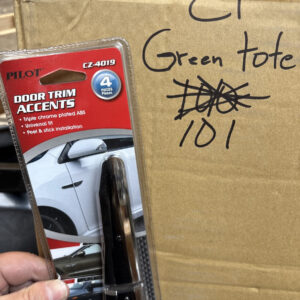 PILOT
CZ-4019
DOOR TRIM
ACCENTS
4
PIECES
• Triple chrome plated ABS
• Universal fit
• Peel & stick installation
C1
Green tote
101